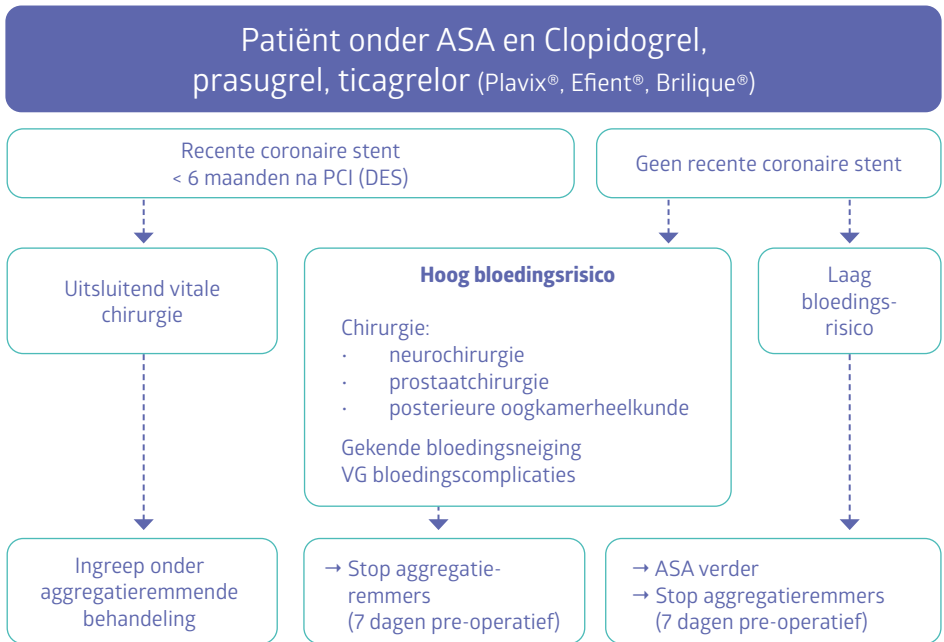 Patiënt onder ASA en Clopidogrel,
prasugrel, ticagrelor (Plavix®, Efient®, Brilique®)
Recente coronaire stent
< 6 maanden na PCI (DES)
Geen recente coronaire stent
Uitsluitend vitale
chirurgie
Hoog bloedingsrisico
Chirurgie:
· neurochirurgie
· prostaatchirurgie
· posterieure oogkamerheelkunde
Gekende bloedingsneiging
VG bloedingscomplicaties
Laag
bloedings-
risico
Ingreep onder
aggregatieremmende
behandeling
→ Stop aggregatie-
remmers
(7 dagen pre-operatief)
→ ASA verder
→ Stop aggregatieremmers
(7 dagen pre-operatief)